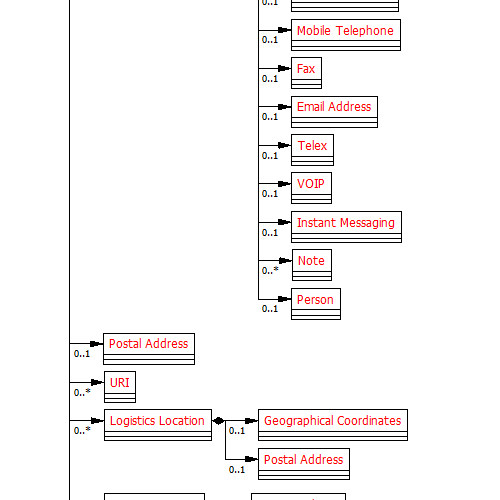 0..1
Mobile Telephone
0..1
Fax
0..1
Email Address
0..1
Telex
0..1
VOIP
0..1
Instant Messaging
0..1
Note
0..*
Person
0..1
Postal Address
0..1
URI
0..*
Logistics Location
Geographical Coordinates
0..*
0..1
Postal Address
0..1